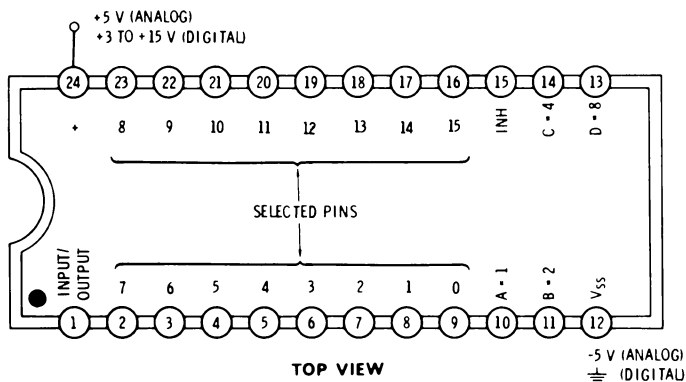 +5 V (ANALOG)
+3 TO +15 V (DIGITAL)
24 23 22 21 20 19 18 17 16 15 14 13
+ 8 9 10 11 12 13 14 15 INH C = 4 D = 8
SELECTED PINS
INPUT/
OUTPUT
7 6 5 4 3 2 1 0 A = 1 B = 2 VSS
1 2 3 4 5 6 7 8 9 10 11 12
-5 V (ANALOG)
(DIGITAL)
TOP VIEW